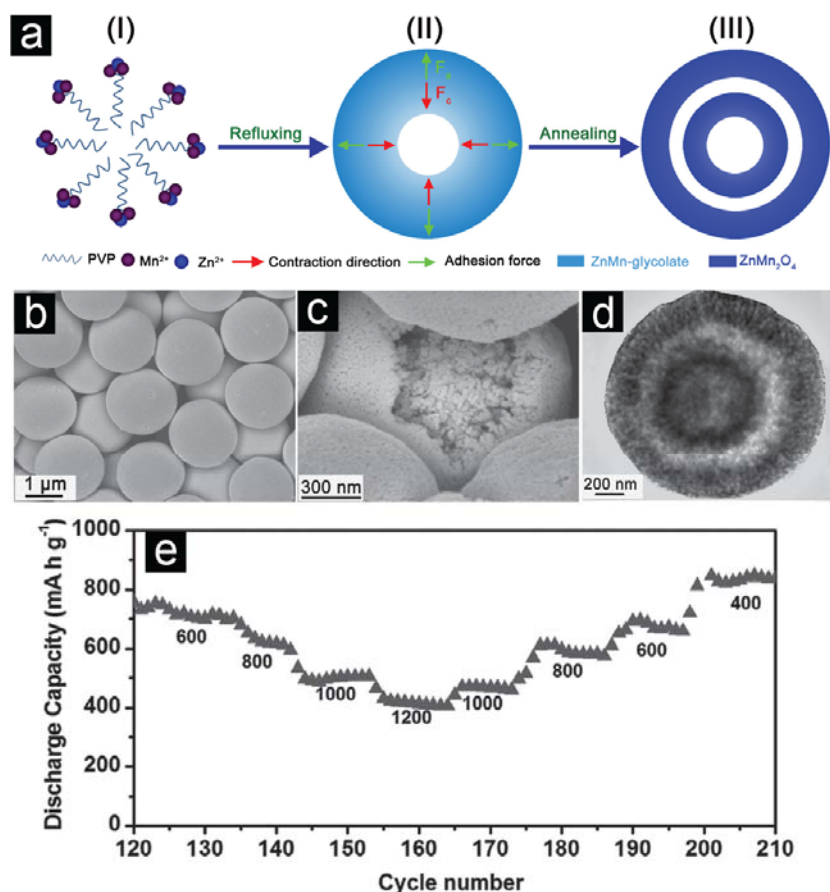 a
(I)
(II)
(III)
Fₐ
F꜀
Refluxing
Annealing
PVP
Mn²⁺
Zn²⁺
Contraction direction
Adhesion force
ZnMn-glycolate
ZnMn₂O₄
b
c
d
1 µm
300 nm
200 nm
e
1000
800
600
400
200
0
Discharge Capacity (mA h g⁻¹)
600
800
1000
1200
1000
800
600
400
120
130
140
150
160
170
180
190
200
210
Cycle number